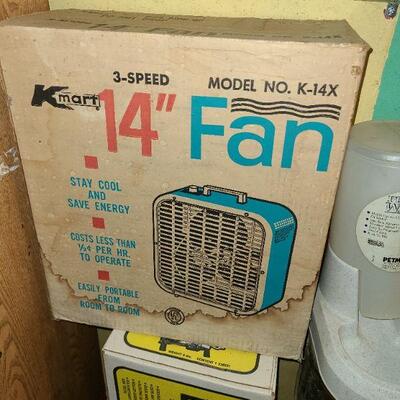 3-SPEED
MODEL NO. K-14X
Kmart
14" Fan
STAY COOL
AND
SAVE ENERGY
COSTS LESS THAN
½¢ PER HR.
TO OPERATE
EASILY PORTABLE
FROM
ROOM TO ROOM
PETM